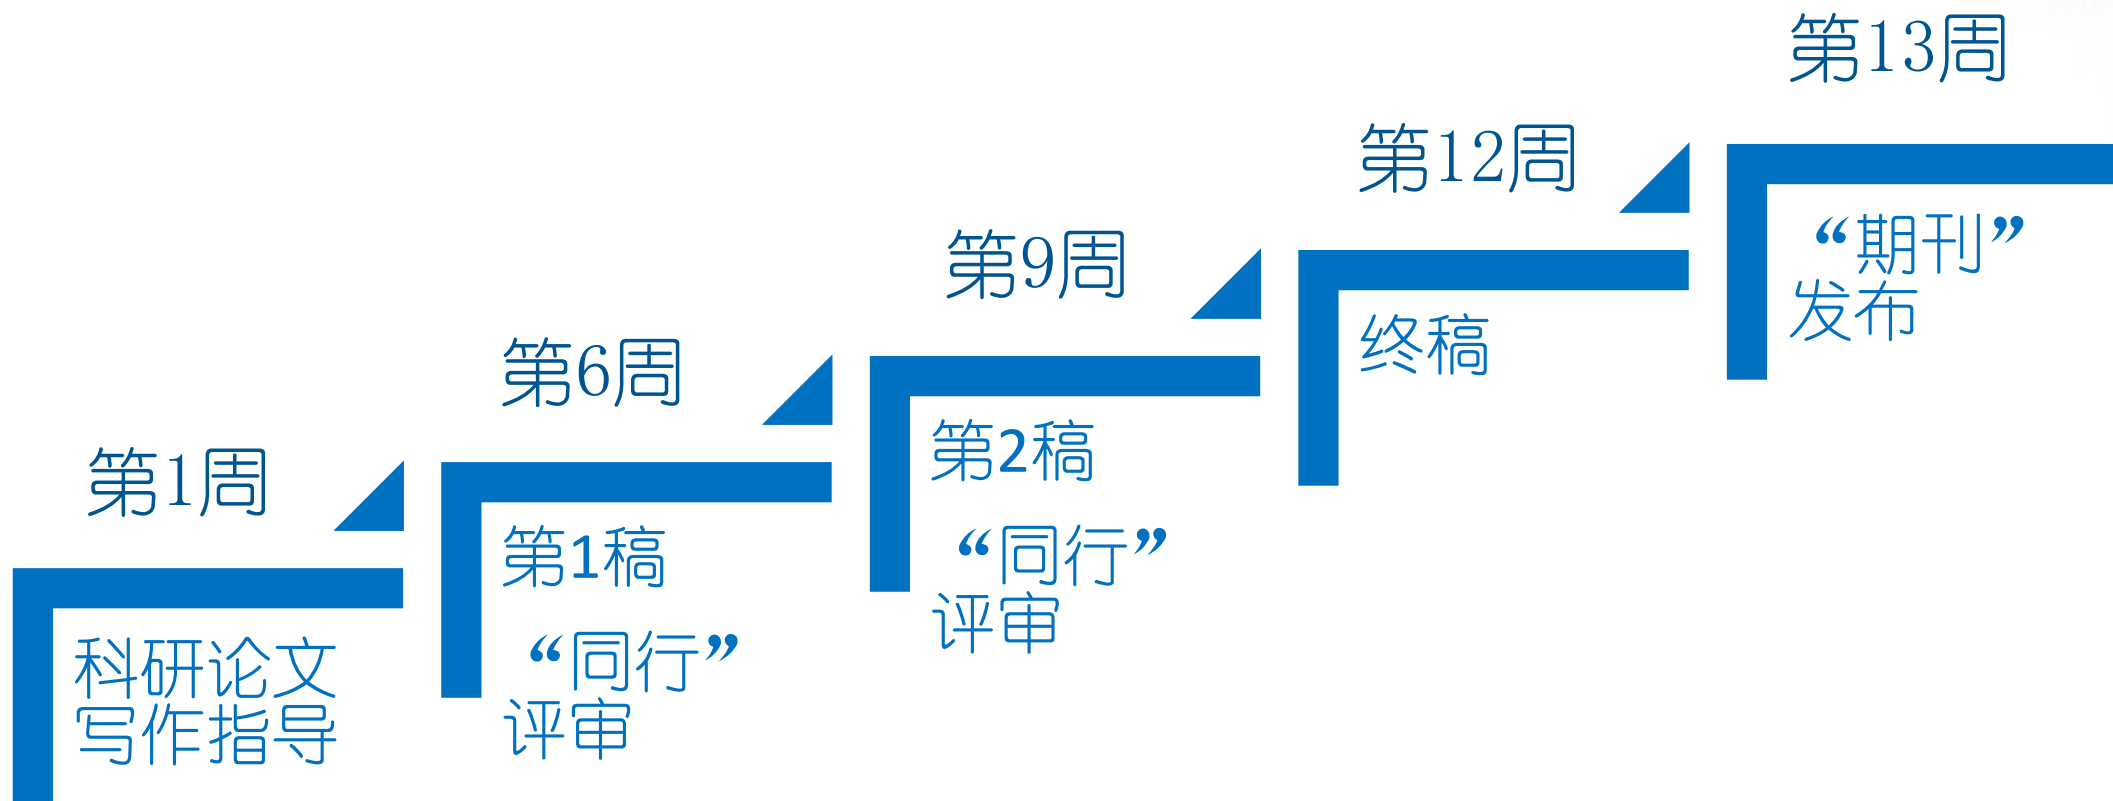 第1周
科研论文
写作指导
第6周
第1稿
“同行”
评审
第9周
第2稿
“同行”
评审
第12周
终稿
第13周
“期刊”
发布